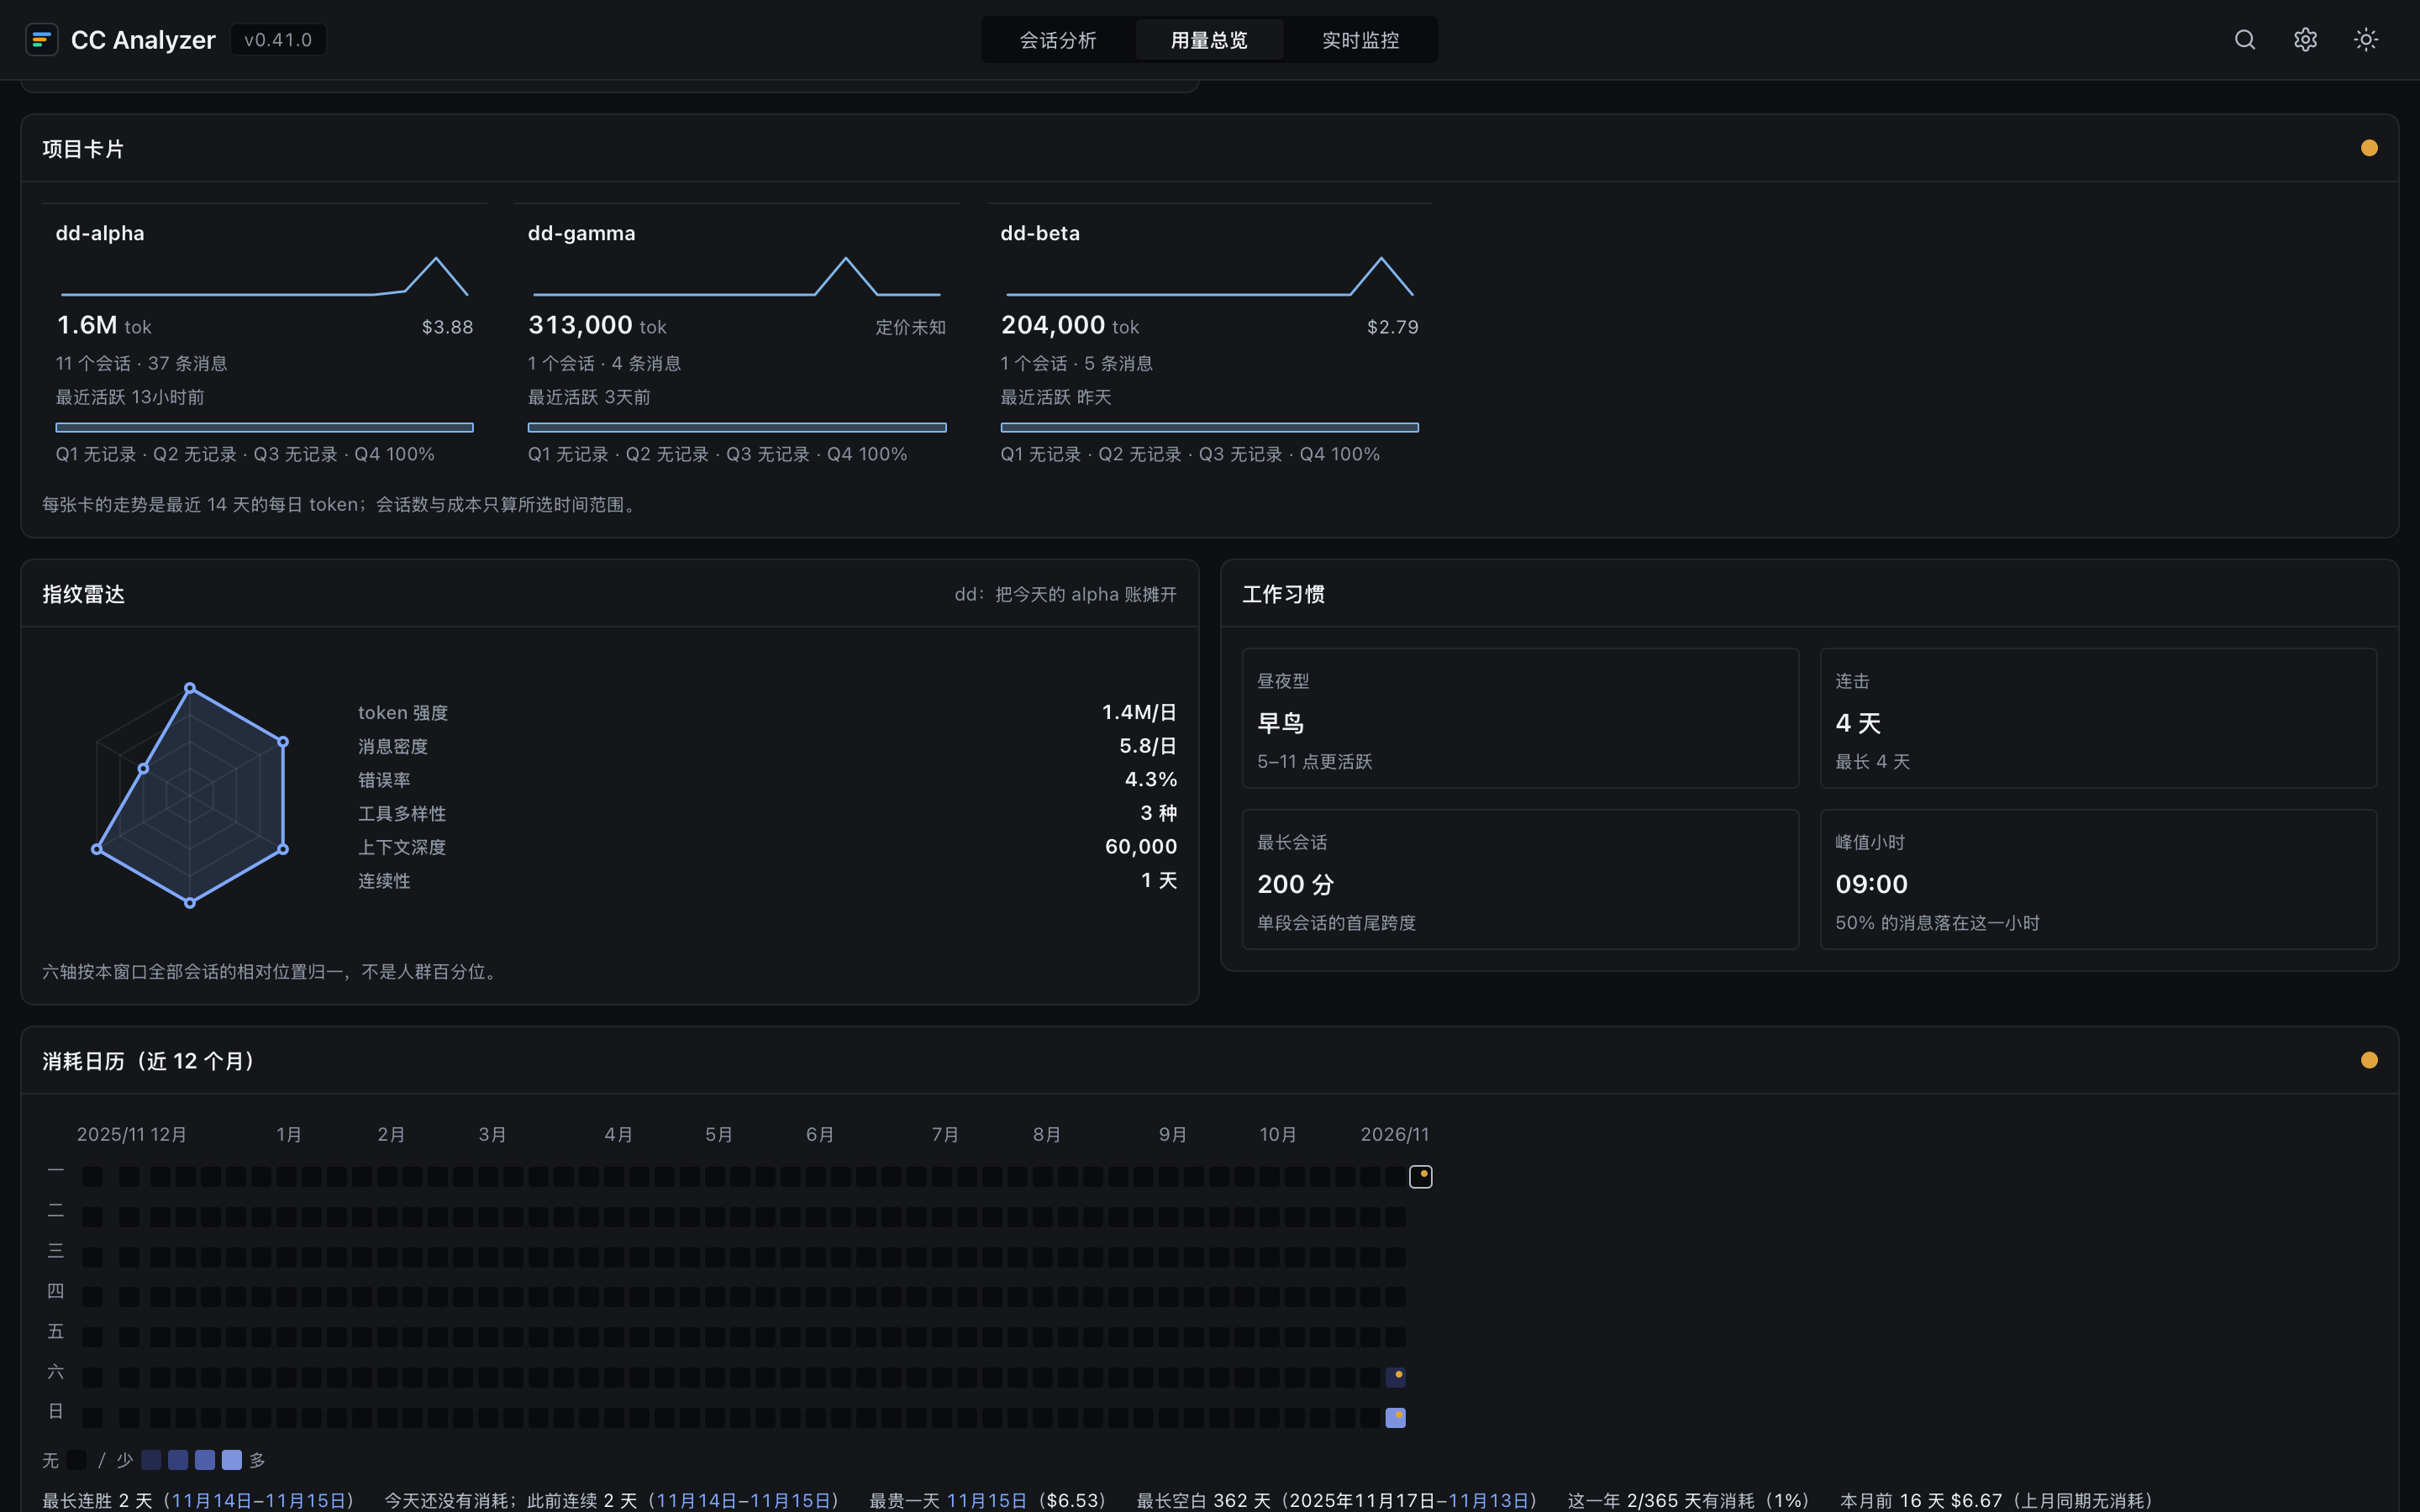 CC Analyzer v0.41.0 会话分析 用量总览 实时监控
项目卡片
dd-alpha
1.6M tok $3.88
11 个会话 · 37 条消息
最近活跃 13小时前
Q1 无记录 · Q2 无记录 · Q3 无记录 · Q4 100%
dd-gamma
313,000 tok 定价未知
1 个会话 · 4 条消息
最近活跃 3天前
Q1 无记录 · Q2 无记录 · Q3 无记录 · Q4 100%
dd-beta
204,000 tok $2.79
1 个会话 · 5 条消息
最近活跃 昨天
Q1 无记录 · Q2 无记录 · Q3 无记录 · Q4 100%
每张卡的走势是最近 14 天的每日 token；会话数与成本只算所选时间范围。
指纹雷达 dd：把今天的 alpha 账摊开
token 强度 1.4M/日
消息密度 5.8/日
错误率 4.3%
工具多样性 3 种
上下文深度 60,000
连续性 1 天
六轴按本窗口全部会话的相对位置归一，不是人群百分位。
工作习惯
昼夜型
早鸟
5–11 点更活跃
连击
4 天
最长 4 天
最长会话
200 分
单段会话的首尾跨度
峰值小时
09:00
50% 的消息落在这一小时
消耗日历（近 12 个月）
2025/11 12月 1月 2月 3月 4月 5月 6月 7月 8月 9月 10月 2026/11
一
二
三
四
五
六
日
无 / 少 多
最长连胜 2 天（11月14日–11月15日） 今天还没有消耗；此前连续 2 天（11月14日–11月15日） 最贵一天 11月15日（$6.53） 最长空白 362 天（2025年11月17日–11月13日） 这一年 2/365 天有消耗（1%） 本月前 16 天 $6.67（上月同期无消耗）